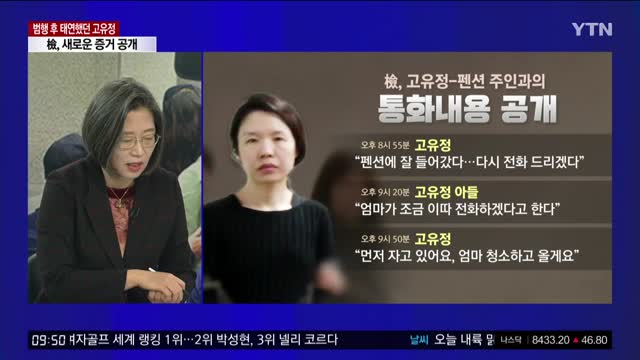 범행 후 태연했던 고유정
檢, 새로운 증거 공개
YTN
檢, 고유정-펜션 주인과의
통화내용 공개
오후 8시 55분 고유정
“펜션에 잘 들어갔다…다시 전화 드리겠다”
오후 9시 20분 고유정 아들
“엄마가 조금 이따 전화하겠다고 한다”
오후 9시 50분 고유정
“먼저 자고 있어요, 엄마 청소하고 올게요”
09:50 여자골프 세계 랭킹 1위…2위 박성현, 3위 넬리 코르다 날씨 오늘 내륙 나스닥 8433.20 ▲ 46.80